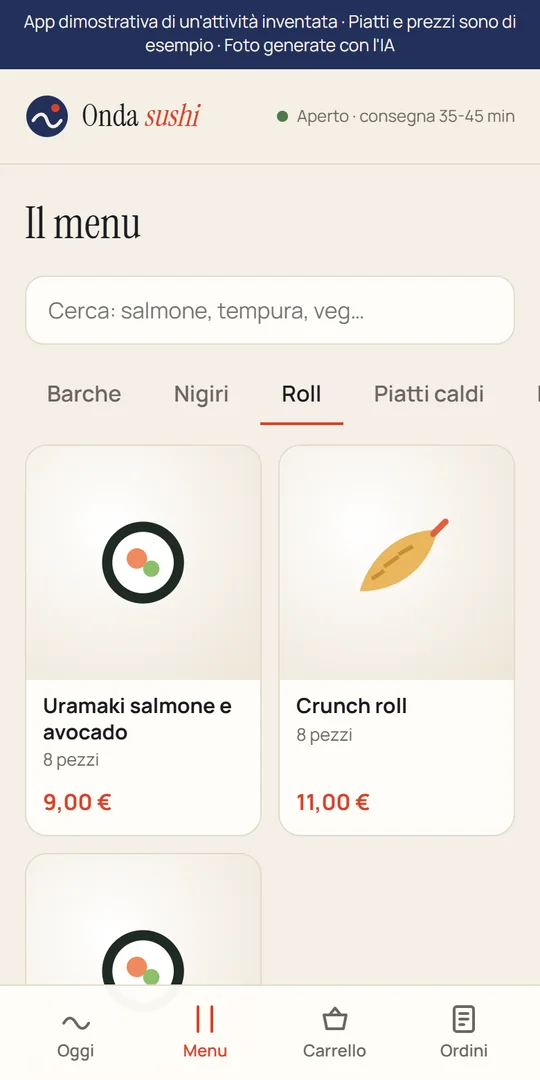 App dimostrativa di un'attività inventata · Piatti e prezzi sono di
esempio · Foto generate con l'IA
Onda sushi
Aperto · consegna 35-45 min
Il menu
Cerca: salmone, tempura, veg…
Barche Nigiri Roll Piatti caldi
Uramaki salmone e
avocado
8 pezzi
9,00 €
Crunch roll
8 pezzi
11,00 €
Oggi Menu Carrello Ordini